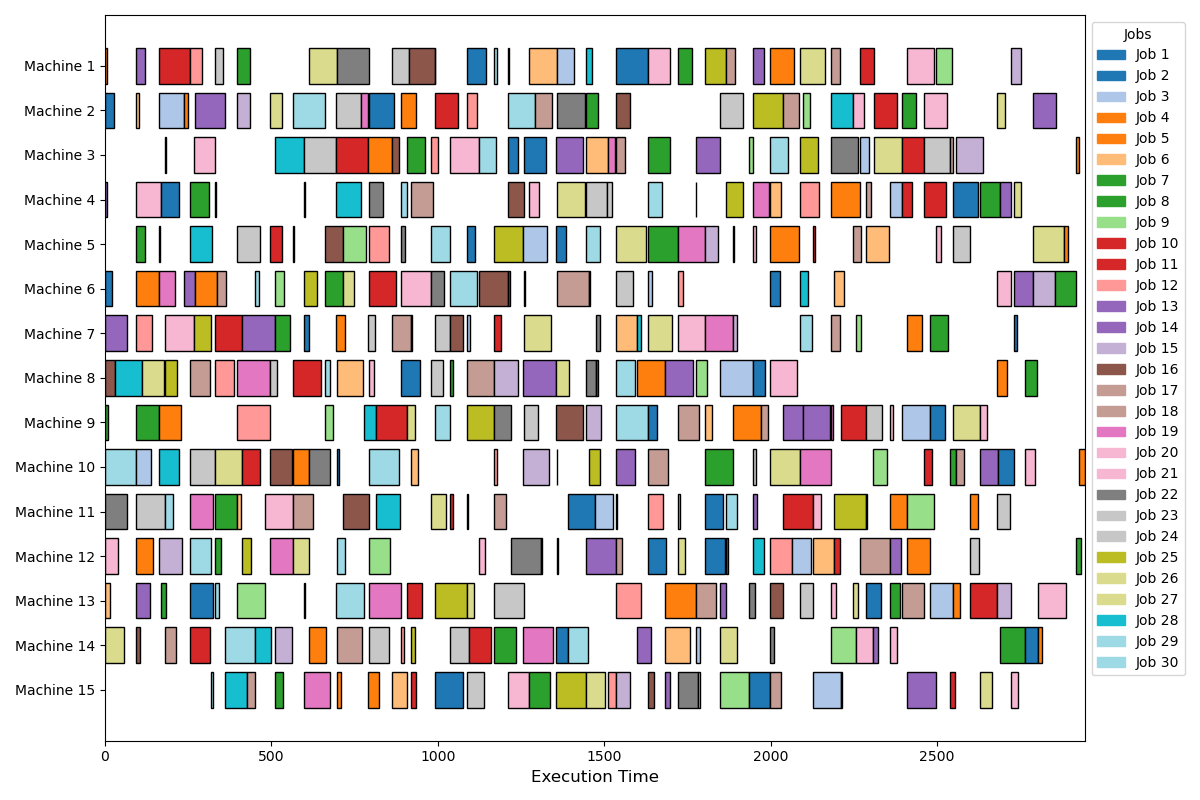 Machine 1
Machine 2
Machine 3
Machine 4
Machine 5
Machine 6
Machine 7
Machine 8
Machine 9
Machine 10
Machine 11
Machine 12
Machine 13
Machine 14
Machine 15
0 500 1000 1500 2000 2500
Execution Time
Jobs
Job 1
Job 2
Job 3
Job 4
Job 5
Job 6
Job 7
Job 8
Job 9
Job 10
Job 11
Job 12
Job 13
Job 14
Job 15
Job 16
Job 17
Job 18
Job 19
Job 20
Job 21
Job 22
Job 23
Job 24
Job 25
Job 26
Job 27
Job 28
Job 29
Job 30